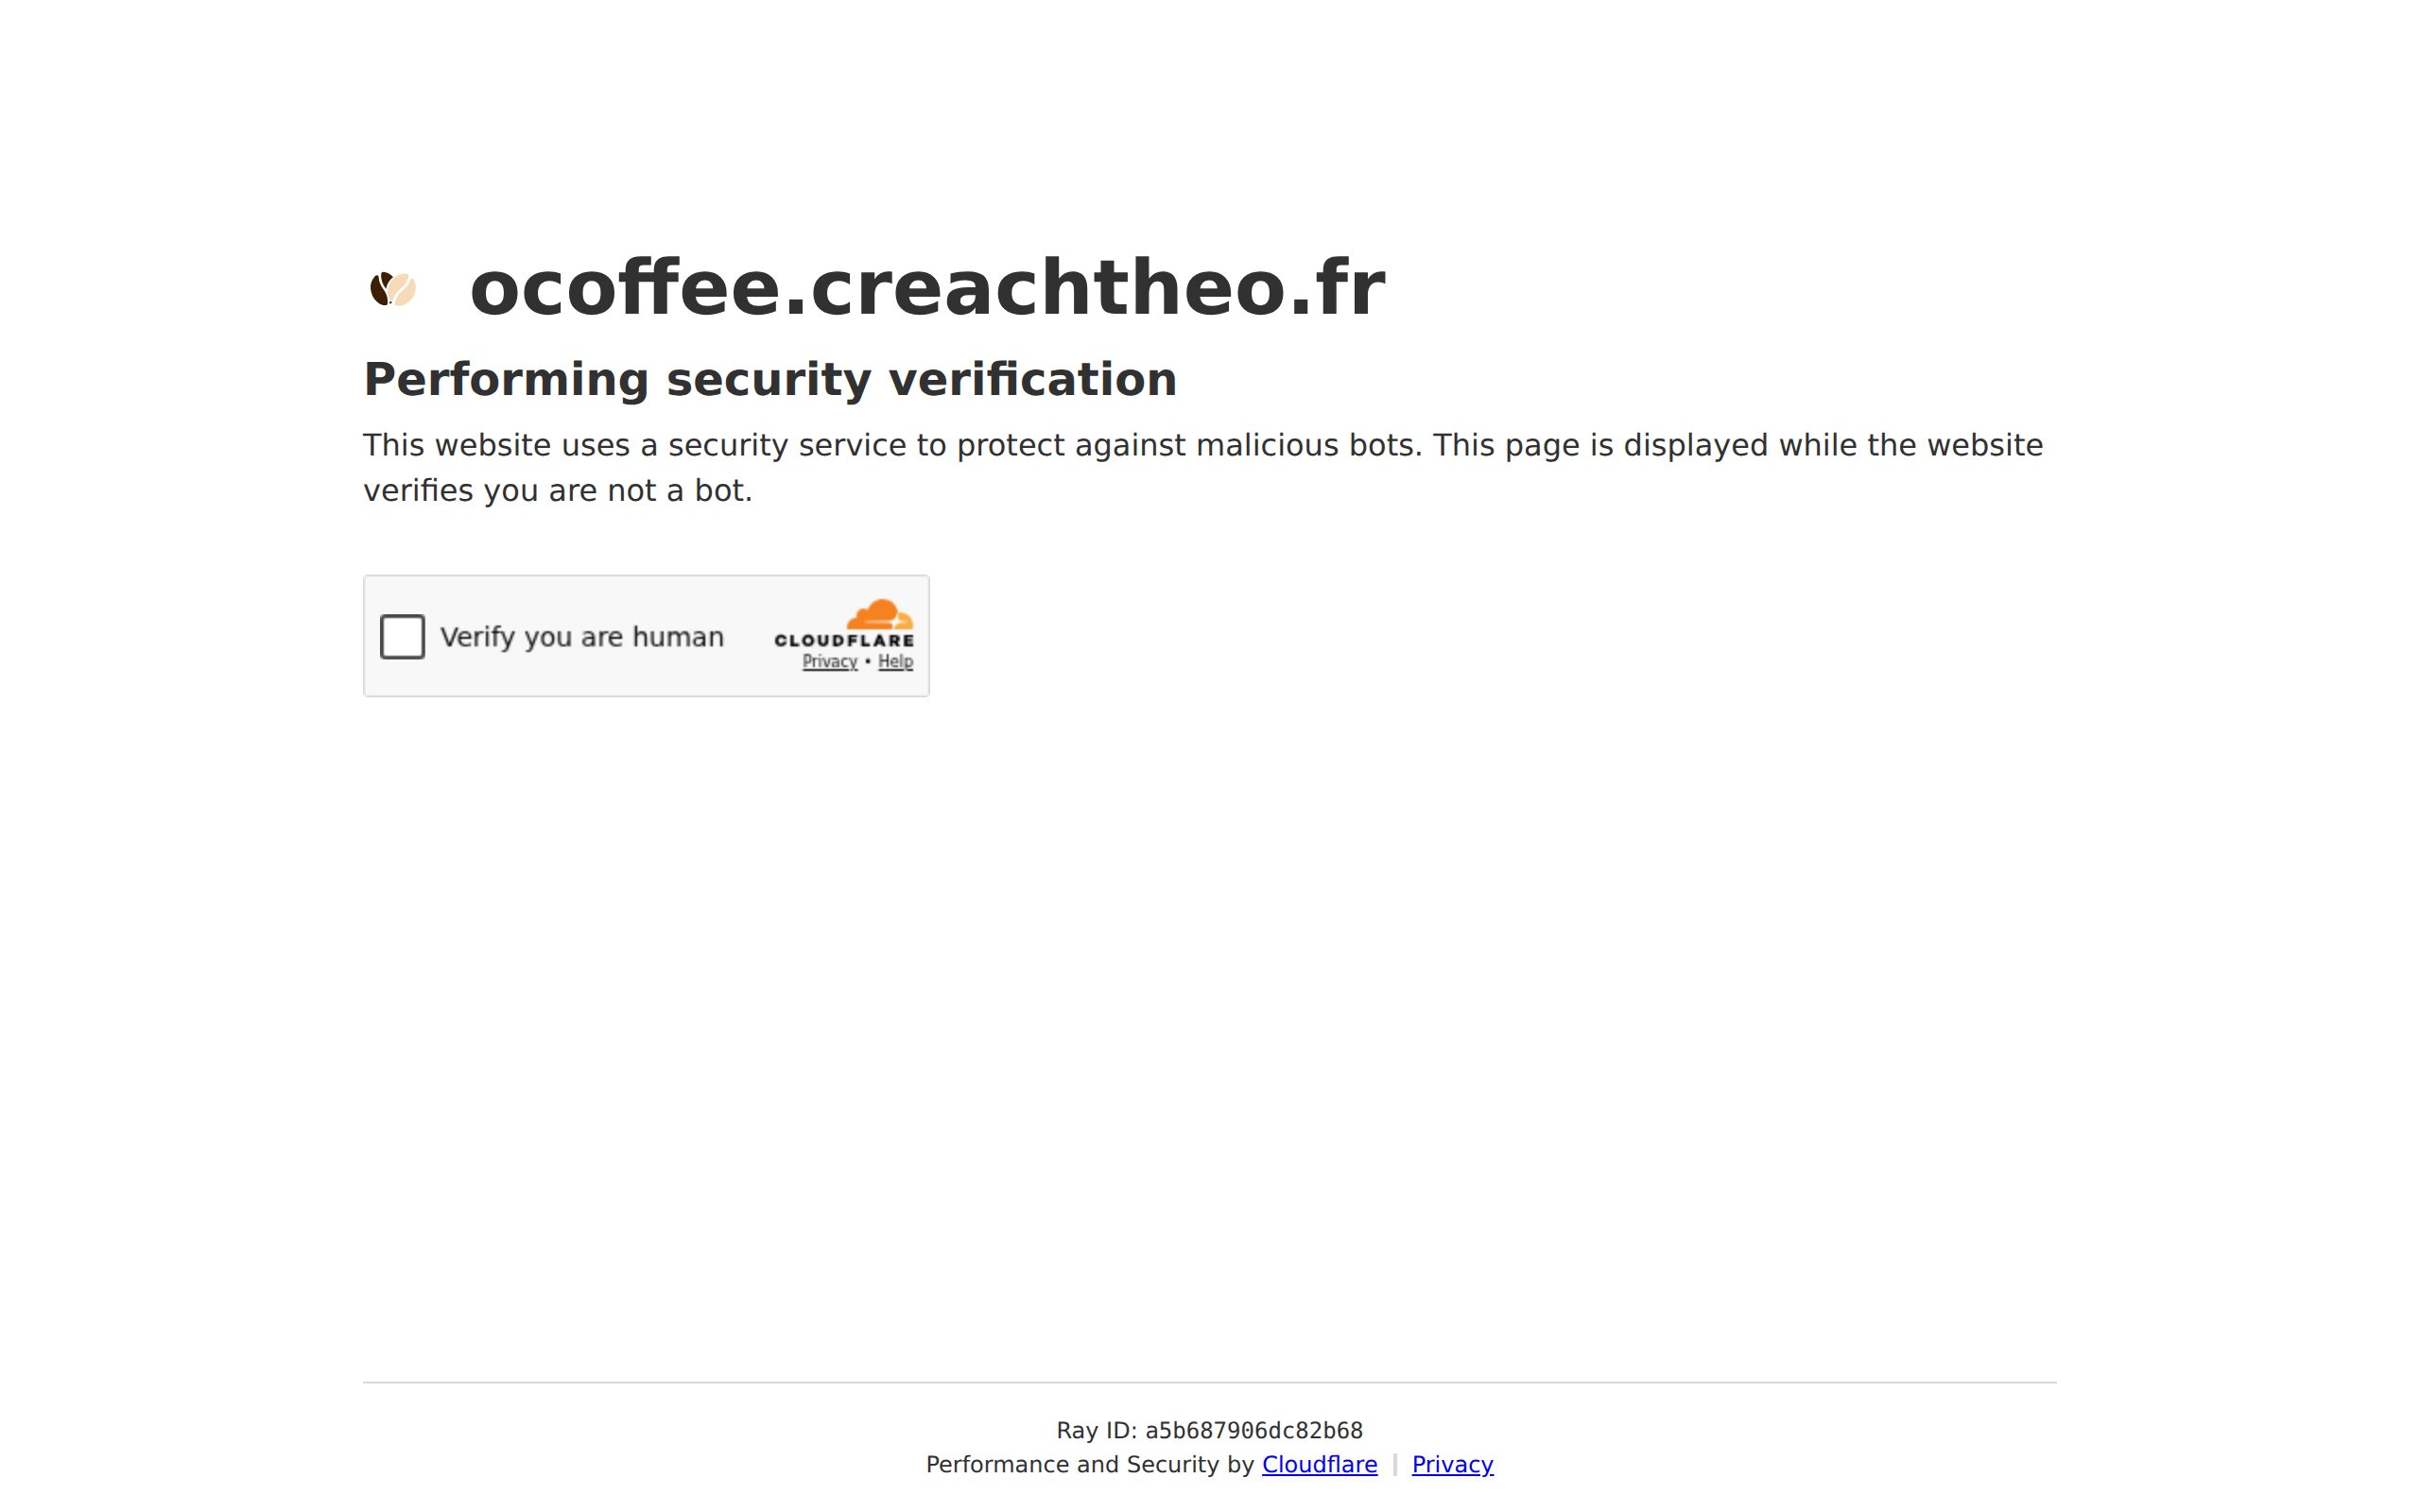 ocoffee.creachtheo.fr
Performing security verification
This website uses a security service to protect against malicious bots. This page is displayed while the website
verifies you are not a bot.
Verify you are human
CLOUDFLARE
Privacy • Help
Ray ID: a5b687906dc82b68
Performance and Security by Cloudflare | Privacy